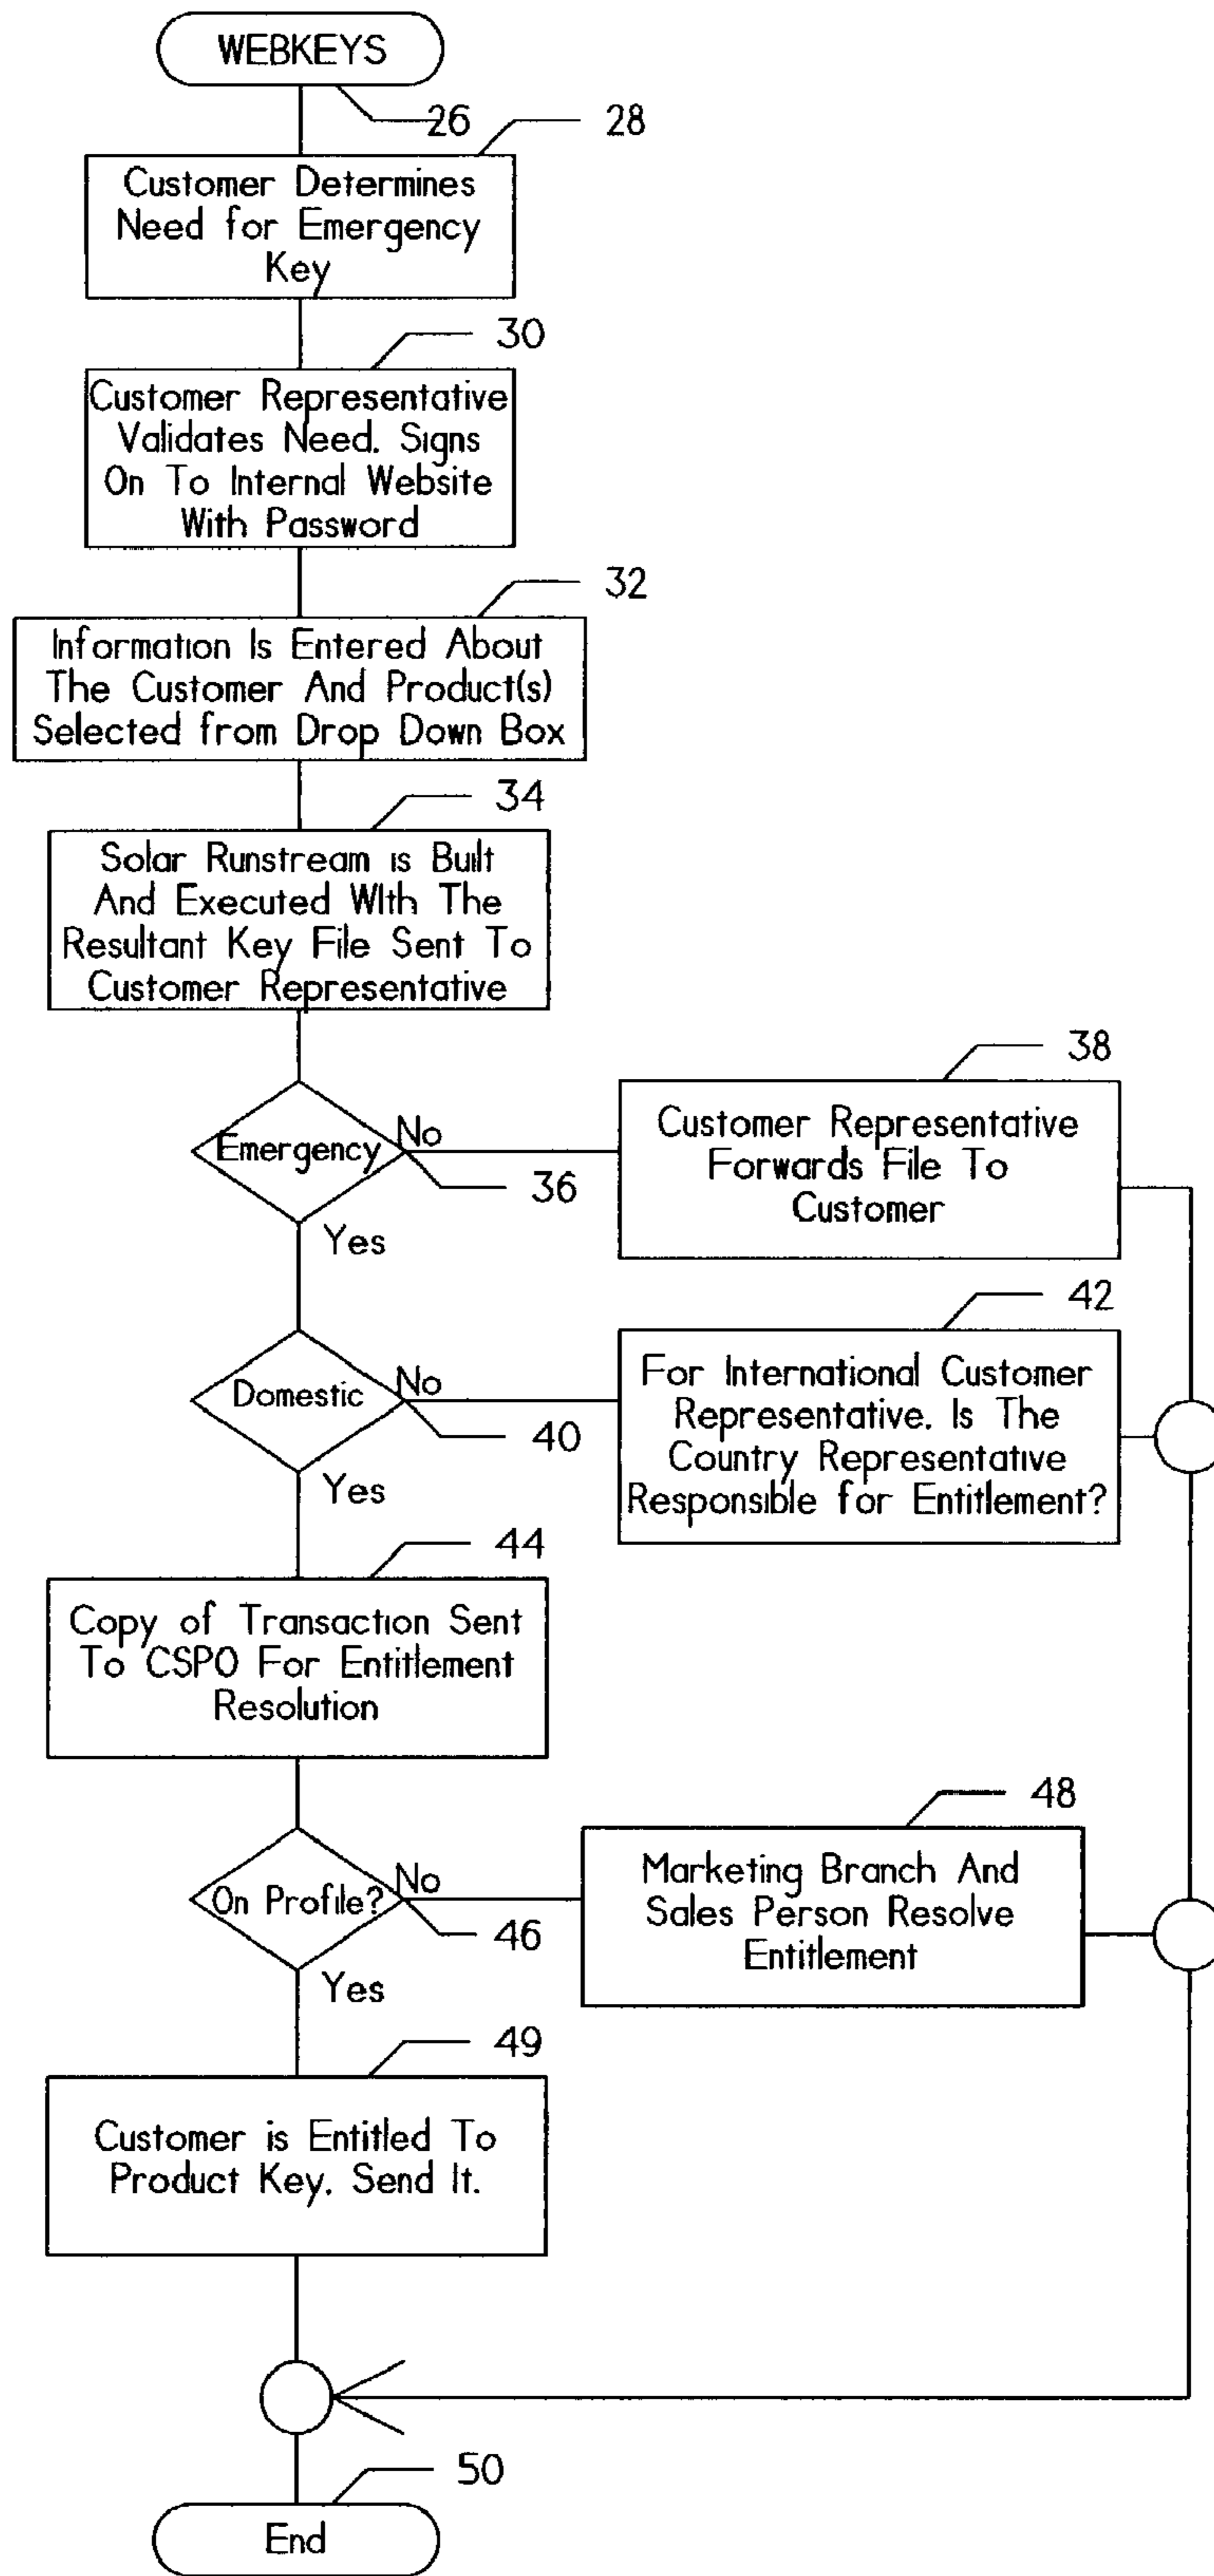 WEBKEYS
26
28
Customer Determines
Need for Emergency
Key
30
Customer Representative
Validates Need. Signs
On To Internal Website
With Password
32
Information Is Entered About
The Customer And Product(s)
Selected from Drop Down Box
34
Solar Runstream is Built
And Executed WIth The
Resultant Key File Sent To
Customer Representative
Emergency
No
36
Yes
38
Customer Representative
Forwards File To
Customer
Domestic
No
40
Yes
42
For International Customer
Representative. Is The
Country Representative
Responsible for Entitlement?
44
Copy of Transaction Sent
To CSPO For Entitlement
Resolution
On Profile?
No
46
Yes
48
Marketing Branch And
Sales Person Resolve
Entitlement
49
Customer is Entitled To
Product Key. Send It.
50
End